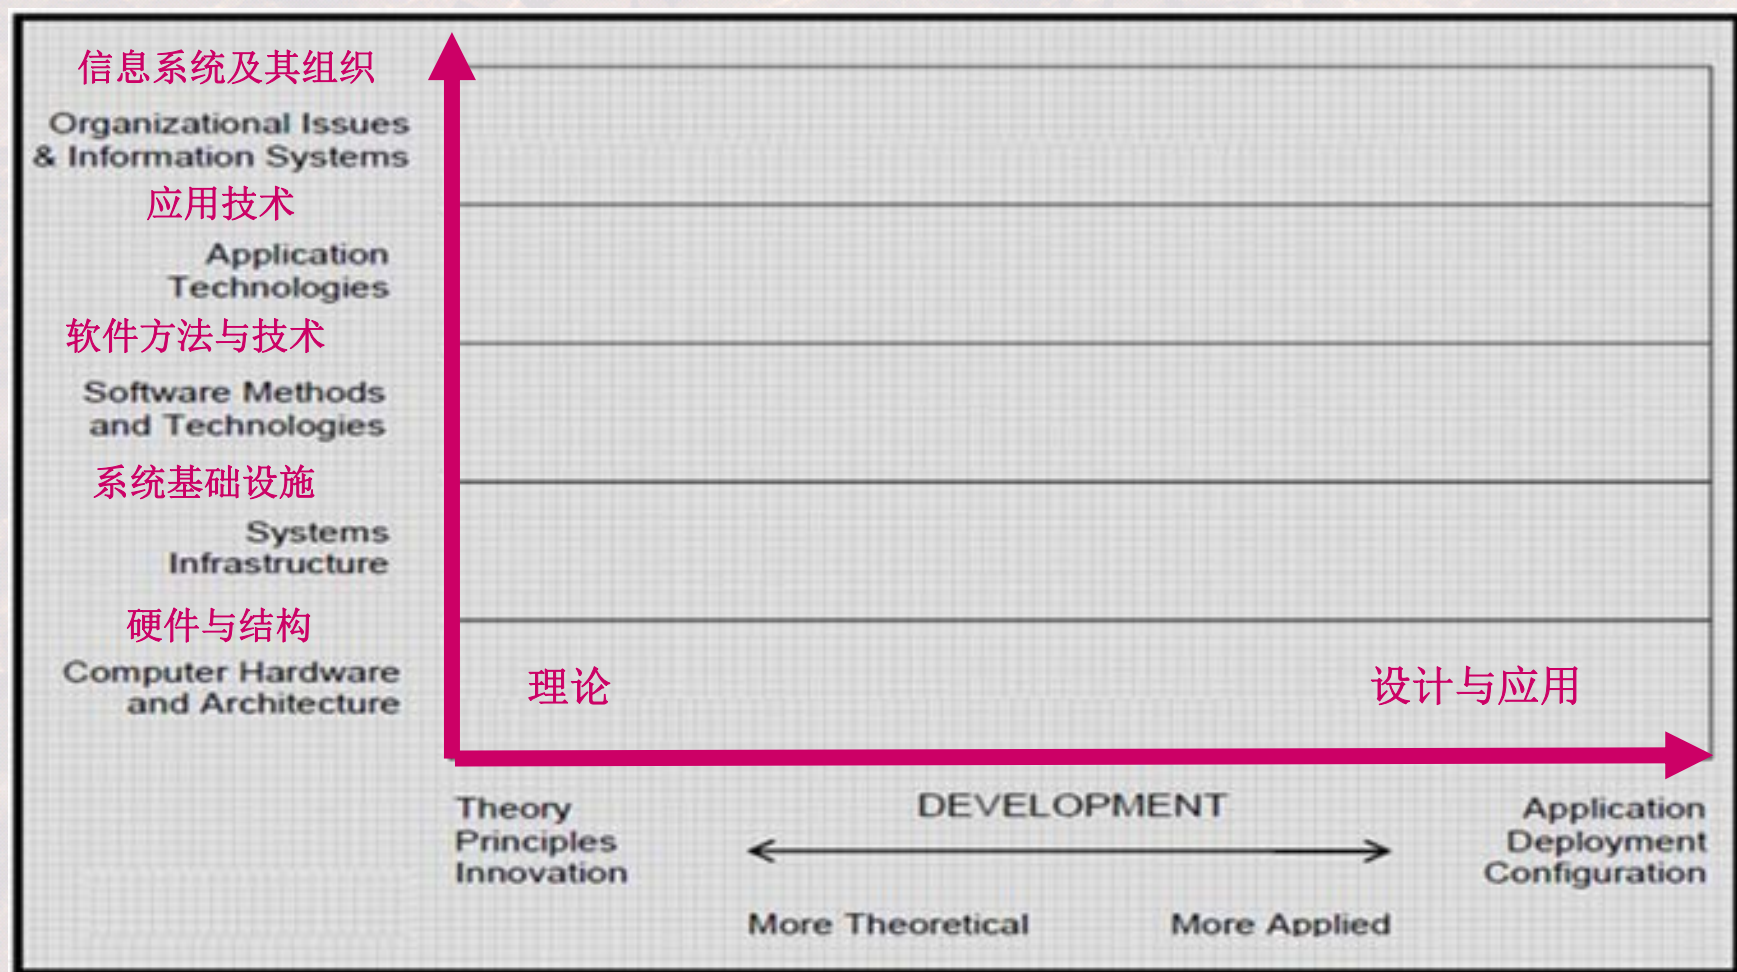 信息系统及其组织
Organizational Issues
& Information Systems
应用技术
Application
Technologies
软件方法与技术
Software Methods
and Technologies
系统基础设施
Systems
Infrastructure
硬件与结构
Computer Hardware
and Architecture
理论
设计与应用
Theory
Principles
Innovation
DEVELOPMENT
More Theoretical
More Applied
Application
Deployment
Configuration